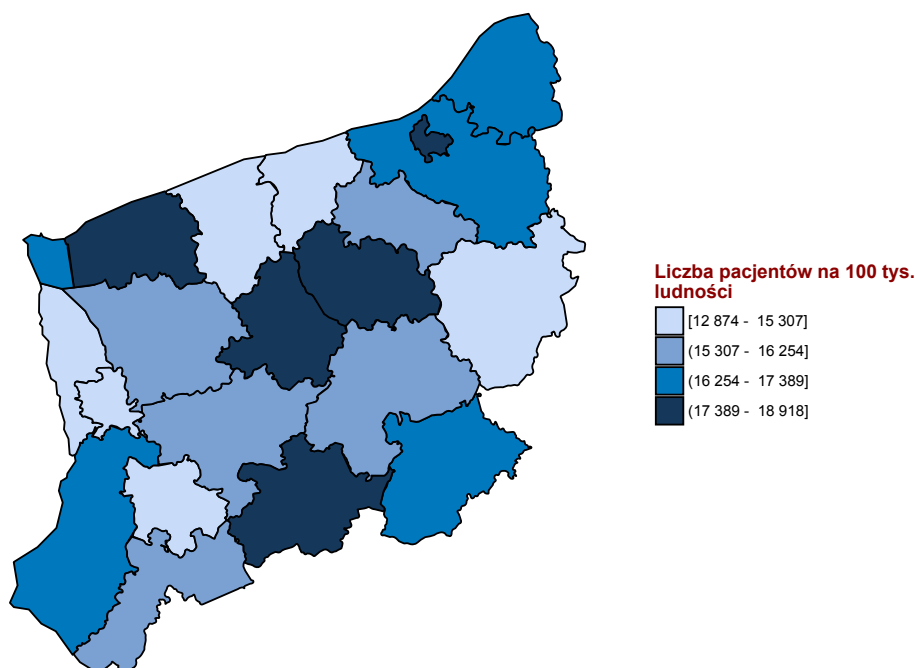 Liczba pacjentów na 100 tys.
ludności
[12 874 - 15 307]
(15 307 - 16 254]
(16 254 - 17 389]
(17 389 - 18 918]